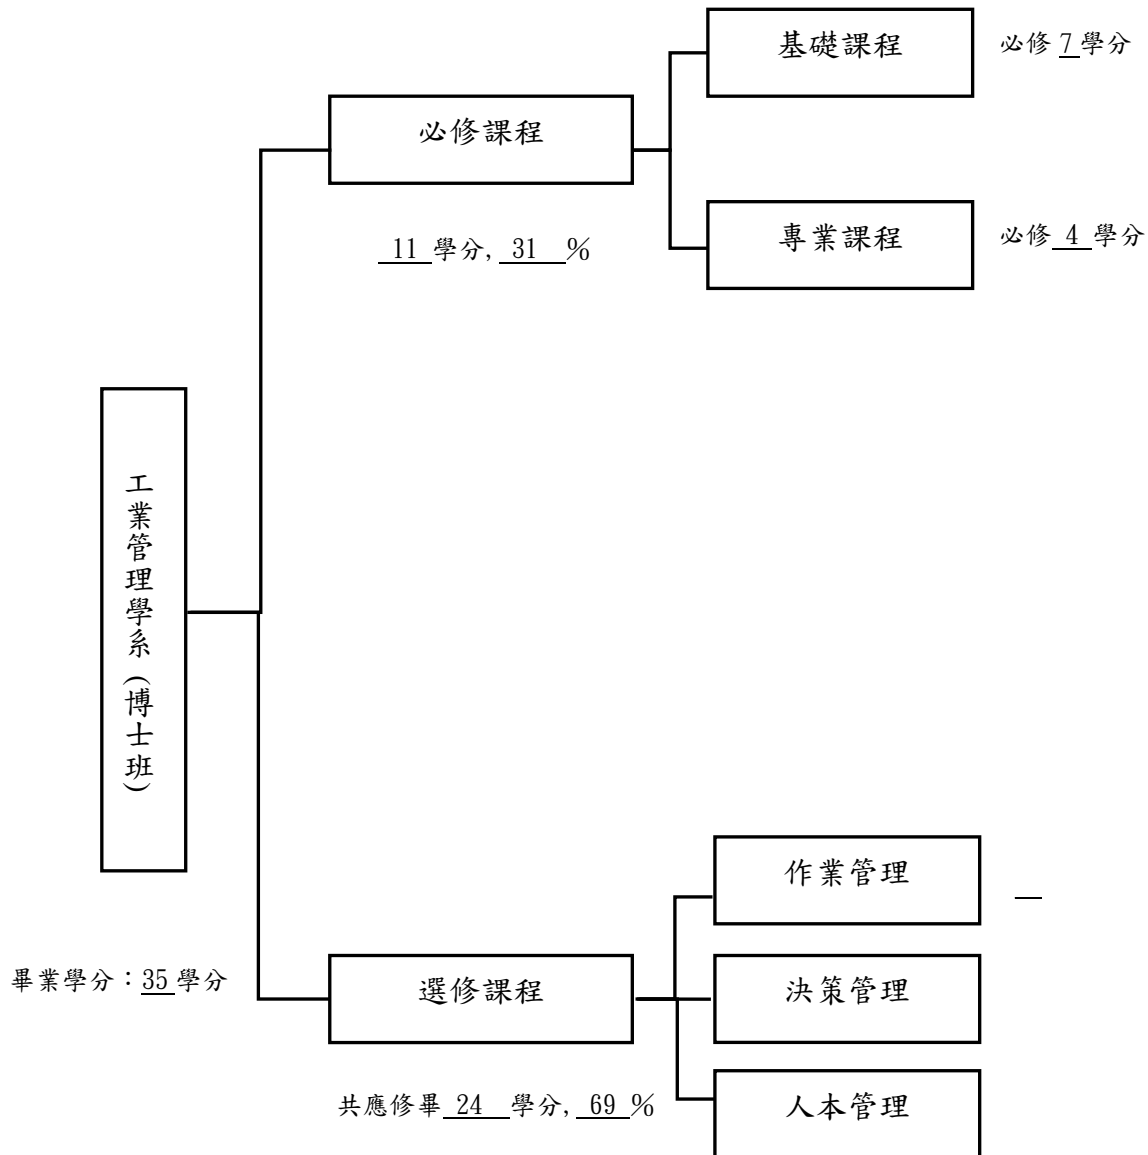 基礎課程
必修 7 學分
必修課程
專業課程
必修 4 學分
11 學分, 31 %
工業管理學系(博士班)
作業管理
畢業學分：35 學分
選修課程
決策管理
共應修畢 24 學分, 69 %
人本管理